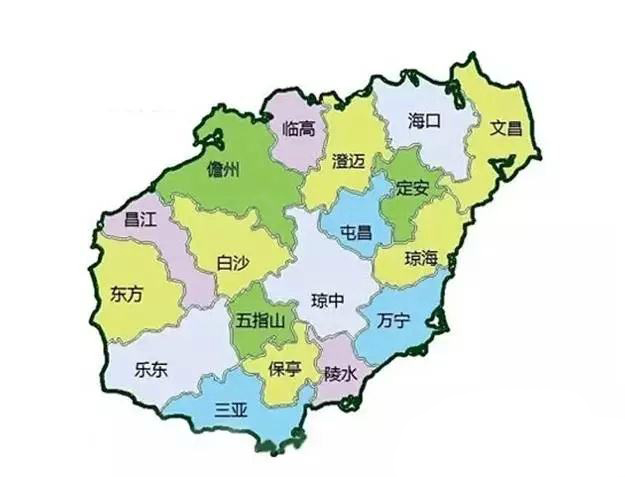 海口
临高
文昌
澄迈
儋州
定安
昌江
屯昌
白沙
琼海
东方
琼中
五指山
万宁
乐东
保亭
陵水
三亚